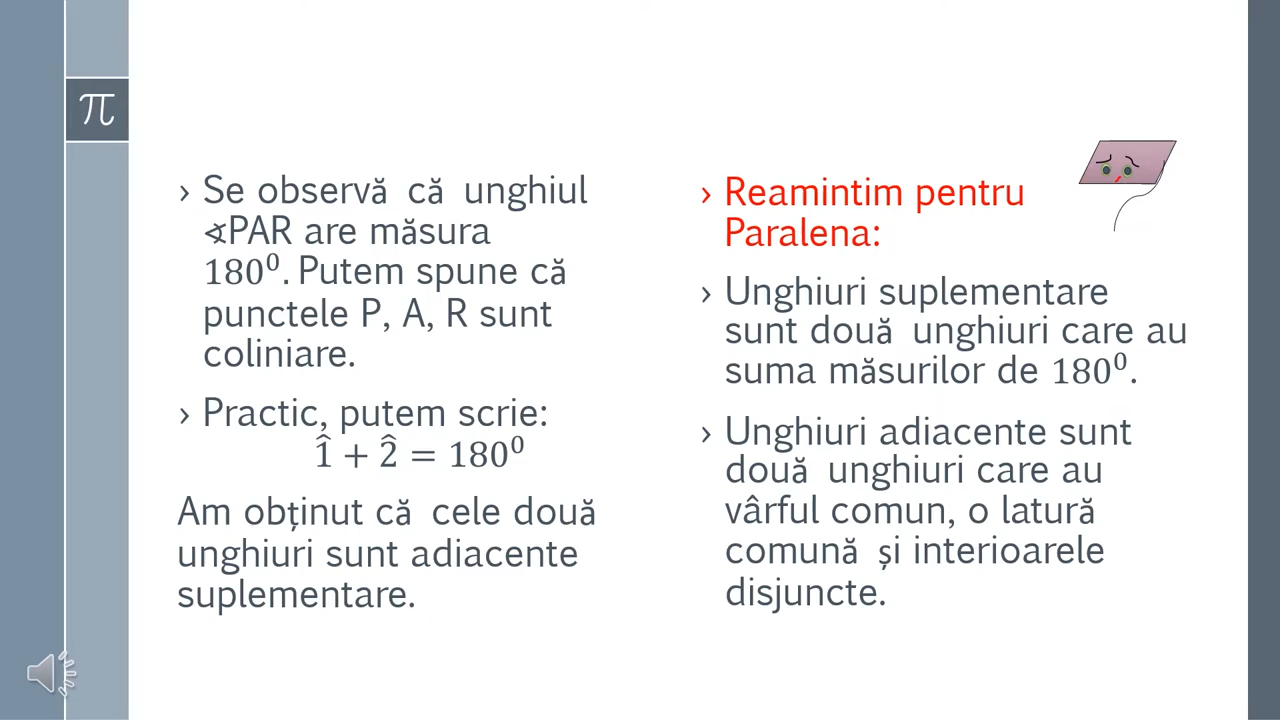 π
› Se observă că unghiul
∢PAR are măsura
180⁰. Putem spune că
punctele P, A, R sunt
coliniare.
› Practic, putem scrie:
1̂ + 2̂ = 180⁰
Am obținut că cele două
unghiuri sunt adiacente
suplementare.
› Reamintim pentru
Paralena:
› Unghiuri suplementare
sunt două unghiuri care au
suma măsurilor de 180⁰.
› Unghiuri adiacente sunt
două unghiuri care au
vârful comun, o latură
comună și interioarele
disjuncte.